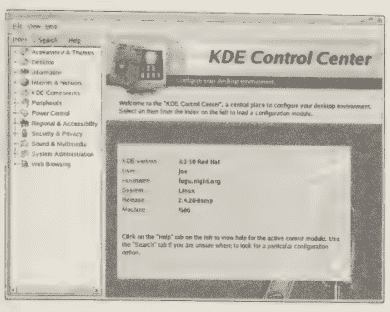 File View Help
Index Search Help
Appearance & Themes
Desktop
Information
Internet & Network
KDE Components
Peripherals
Power Control
Regional & Accessibility
Security & Privacy
Sound & Multimedia
System Administration
Web Browsing
KDE Control Center
Configure your desktop environment.
Welcome to the "KDE Control Center", a central place to configure your desktop environment.
Select an item from the index on the left to load a configuration module.
KDE version: Red Hat
User: joe
Hostname:
System: Linux
Release:
Machine: i686
Click on the "Help" tab on the left to view help for the active control module. Use
the "Search" tab if you are unsure where to look for a particular configuration
option.